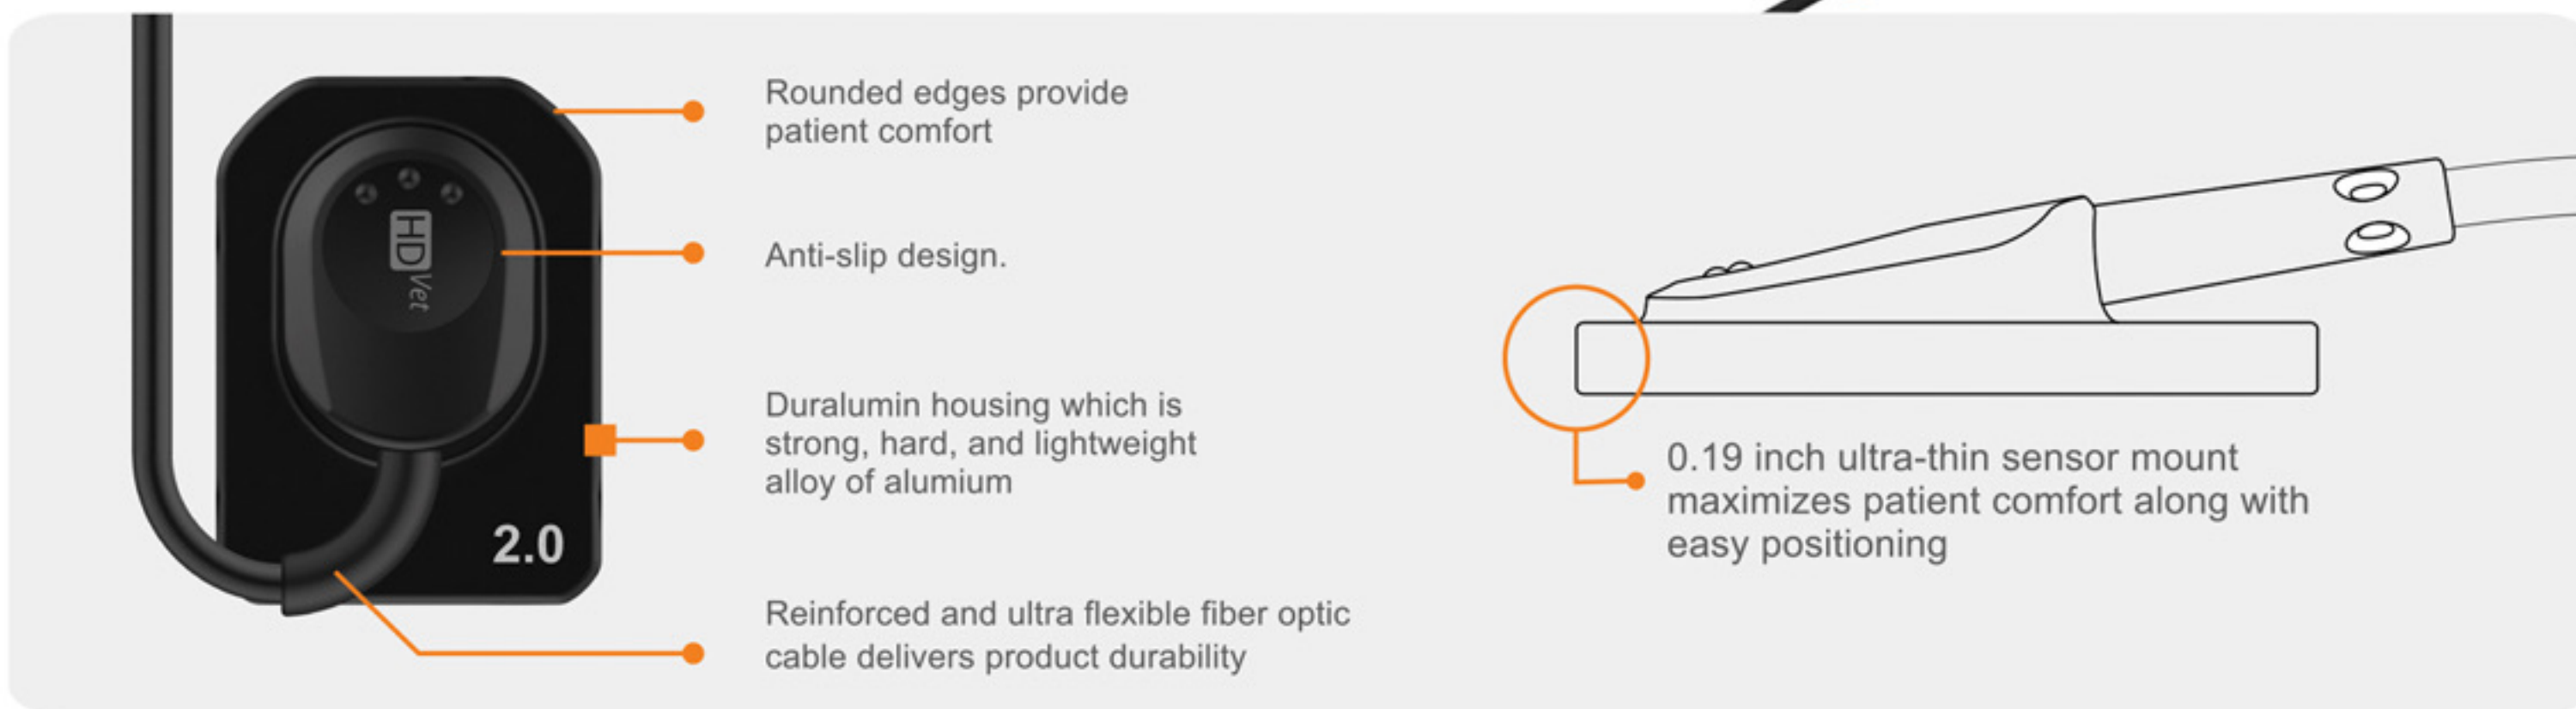 Rounded edges provide
patient comfort
HD Vet
Anti-slip design.
Duralumin housing which is
strong, hard, and lightweight
alloy of alumium
2.0
Reinforced and ultra flexible fiber optic
cable delivers product durability
0.19 inch ultra-thin sensor mount
maximizes patient comfort along with
easy positioning